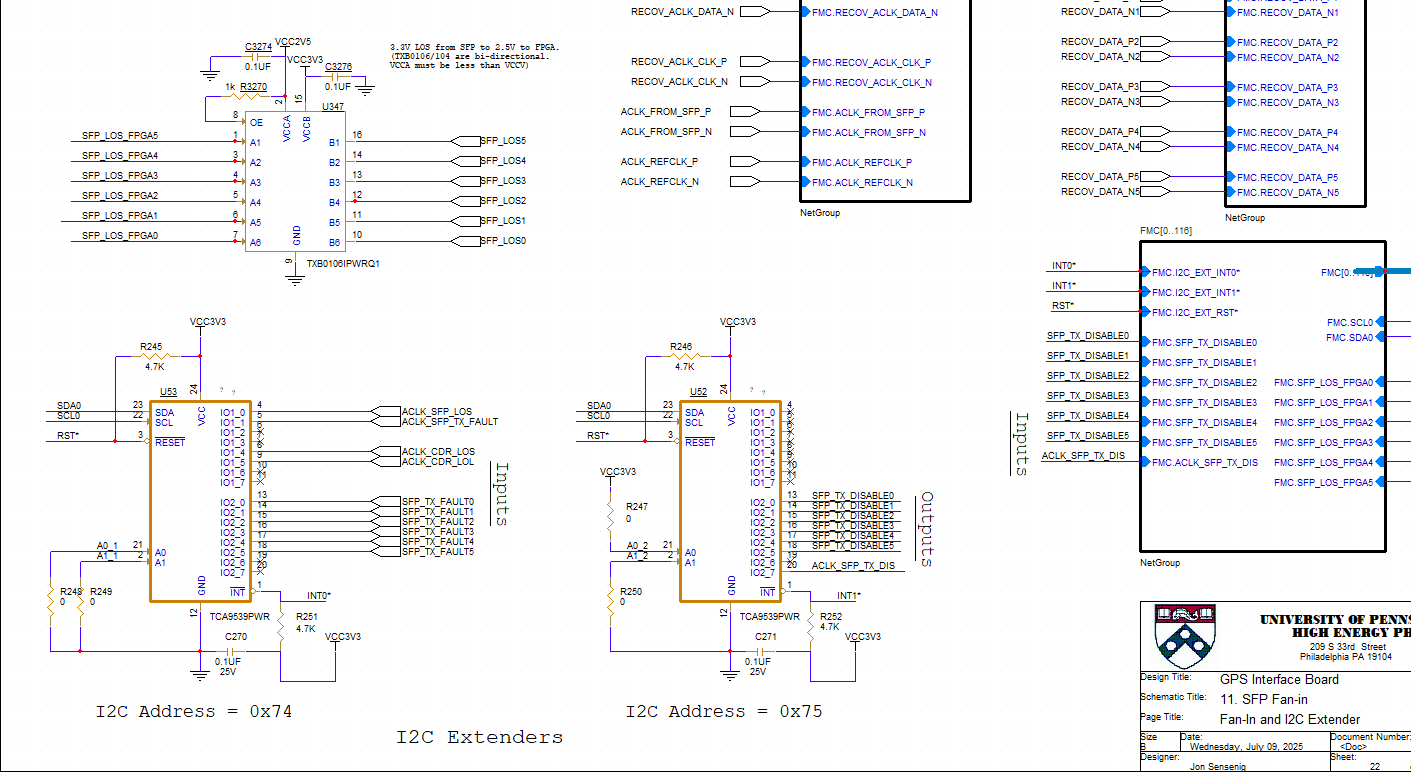 RECOV_ACLK_DATA_N
FMC.RECOV_ACLK_DATA_N
RECOV_ACLK_CLK_P
FMC.RECOV_ACLK_CLK_P
RECOV_ACLK_CLK_N
FMC.RECOV_ACLK_CLK_N
ACLK_FROM_SFP_P
FMC.ACLK_FROM_SFP_P
ACLK_FROM_SFP_N
FMC.ACLK_FROM_SFP_N
ACLK_REFCLK_P
FMC.ACLK_REFCLK_P
ACLK_REFCLK_N
FMC.ACLK_REFCLK_N
NetGroup
RECOV_DATA_N1
FMC.RECOV_DATA_N1
RECOV_DATA_P2
FMC.RECOV_DATA_P2
RECOV_DATA_N2
FMC.RECOV_DATA_N2
RECOV_DATA_P3
FMC.RECOV_DATA_P3
RECOV_DATA_N3
FMC.RECOV_DATA_N3
RECOV_DATA_P4
FMC.RECOV_DATA_P4
RECOV_DATA_N4
FMC.RECOV_DATA_N4
RECOV_DATA_P5
FMC.RECOV_DATA_P5
RECOV_DATA_N5
FMC.RECOV_DATA_N5
NetGroup
C3274
0.1UF
VCC2V5
VCC3V3
C3276
0.1UF
3.3V LOS from SFP to 2.5V to FPGA.
(TXB0106/104 are bi-directional.
VCCA must be less than VCCV)
1k R3270
2
15
U347
8
OE
VCCA
VCCB
SFP_LOS_FPGA5
1
A1
B1
16
SFP_LOS5
SFP_LOS_FPGA4
3
A2
B2
14
SFP_LOS4
SFP_LOS_FPGA3
4
A3
B3
13
SFP_LOS3
SFP_LOS_FPGA2
5
A4
B4
12
SFP_LOS2
SFP_LOS_FPGA1
6
A5
B5
11
SFP_LOS1
SFP_LOS_FPGA0
7
A6
B6
10
SFP_LOS0
GND
9
TXB0106IPWRQ1
FMC[0..116]
INT0*
FMC.I2C_EXT_INT0*
INT1*
FMC.I2C_EXT_INT1*
RST*
FMC.I2C_EXT_RST*
SFP_TX_DISABLE0
FMC.SFP_TX_DISABLE0
SFP_TX_DISABLE1
FMC.SFP_TX_DISABLE1
SFP_TX_DISABLE2
FMC.SFP_TX_DISABLE2
SFP_TX_DISABLE3
FMC.SFP_TX_DISABLE3
SFP_TX_DISABLE4
FMC.SFP_TX_DISABLE4
SFP_TX_DISABLE5
FMC.SFP_TX_DISABLE5
ACLK_SFP_TX_DIS
FMC.ACLK_SFP_TX_DIS
FMC.SCL0
FMC.SDA0
FMC.SFP_LOS_FPGA0
FMC.SFP_LOS_FPGA1
FMC.SFP_LOS_FPGA2
FMC.SFP_LOS_FPGA3
FMC.SFP_LOS_FPGA4
FMC.SFP_LOS_FPGA5
Inputs
NetGroup
VCC3V3
R245
4.7K
U53
24
? ?
SDA0
23
SDA
SCL0
22
SCL
RST*
3
RESET
VCC
IO1_0
4
ACLK_SFP_LOS
IO1_1
5
ACLK_SFP_TX_FAULT
IO1_2
IO1_3
IO1_4
ACLK_CDR_LOS
IO1_5
9
ACLK_CDR_LOL
IO1_6
10
IO1_7
11
IO2_0
13
SFP_TX_FAULT0
IO2_1
14
SFP_TX_FAULT1
IO2_2
15
SFP_TX_FAULT2
IO2_3
16
SFP_TX_FAULT3
IO2_4
17
SFP_TX_FAULT4
IO2_5
18
SFP_TX_FAULT5
IO2_6
19
IO2_7
20
Inputs
A0_1
21
A0
A1_1
2
A1
GND
INT
1
INT0*
R248
0
R249
0
12
TCA9539PWR
R251
4.7K
VCC3V3
C270
0.1UF
25V
I2C Address = 0x74
VCC3V3
R246
4.7K
U52
24
? ?
SDA0
23
SDA
SCL0
22
SCL
RST*
3
RESET
VCC
IO1_0
4
IO1_1
IO1_2
IO1_3
IO1_4
IO1_5
9
IO1_6
10
IO1_7
11
VCC3V3
R247
0
IO2_0
13
SFP_TX_DISABLE0
IO2_1
14
SFP_TX_DISABLE1
IO2_2
15
SFP_TX_DISABLE2
IO2_3
16
SFP_TX_DISABLE3
IO2_4
17
SFP_TX_DISABLE4
IO2_5
18
SFP_TX_DISABLE5
IO2_6
19
IO2_7
20
ACLK_SFP_TX_DIS
Outputs
A0_2
21
A0
A1_2
2
A1
GND
INT
1
INT1*
R250
0
12
TCA9539PWR
R252
4.7K
VCC3V3
C271
0.1UF
25V
I2C Address = 0x75
I2C Extenders
UNIVERSITY OF PENNS
HIGH ENERGY PH
209 S 33rd Street
Philadelphia PA 19104
Design Title:
GPS Interface Board
Schematic Title:
11. SFP Fan-in
Page Title:
Fan-In and I2C Extender
Size
B
Date:
Wednesday, July 09, 2025
Document Number:
<Doc>
Designer:
Jon Sensenig
Sheet:
22